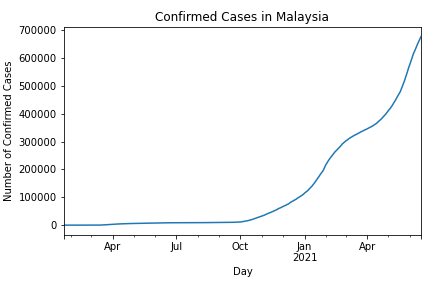 Confirmed Cases in Malaysia
Number of Confirmed Cases
700000
600000
500000
400000
300000
200000
100000
0
Apr
Jul
Oct
Jan
2021
Apr
Day